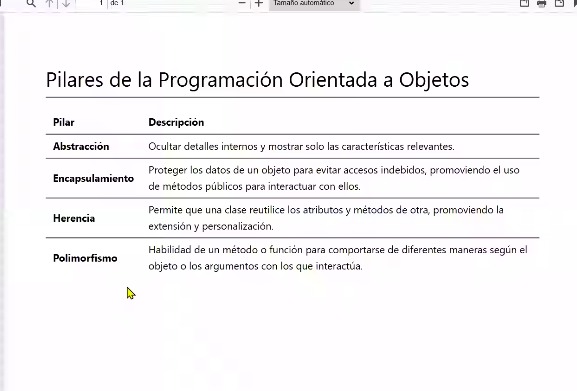 1 de 1
Tamaño automático
Pilares de la Programación Orientada a Objetos
Pilar Descripción
Abstracción Ocultar detalles internos y mostrar solo las características relevantes.
Encapsulamiento Proteger los datos de un objeto para evitar accesos indebidos, promoviendo el uso
de métodos públicos para interactuar con ellos.
Herencia Permite que una clase reutilice los atributos y métodos de otra, promoviendo la
extensión y personalización.
Polimorfismo Habilidad de un método o función para comportarse de diferentes maneras según el
objeto o los argumentos con los que interactúa.